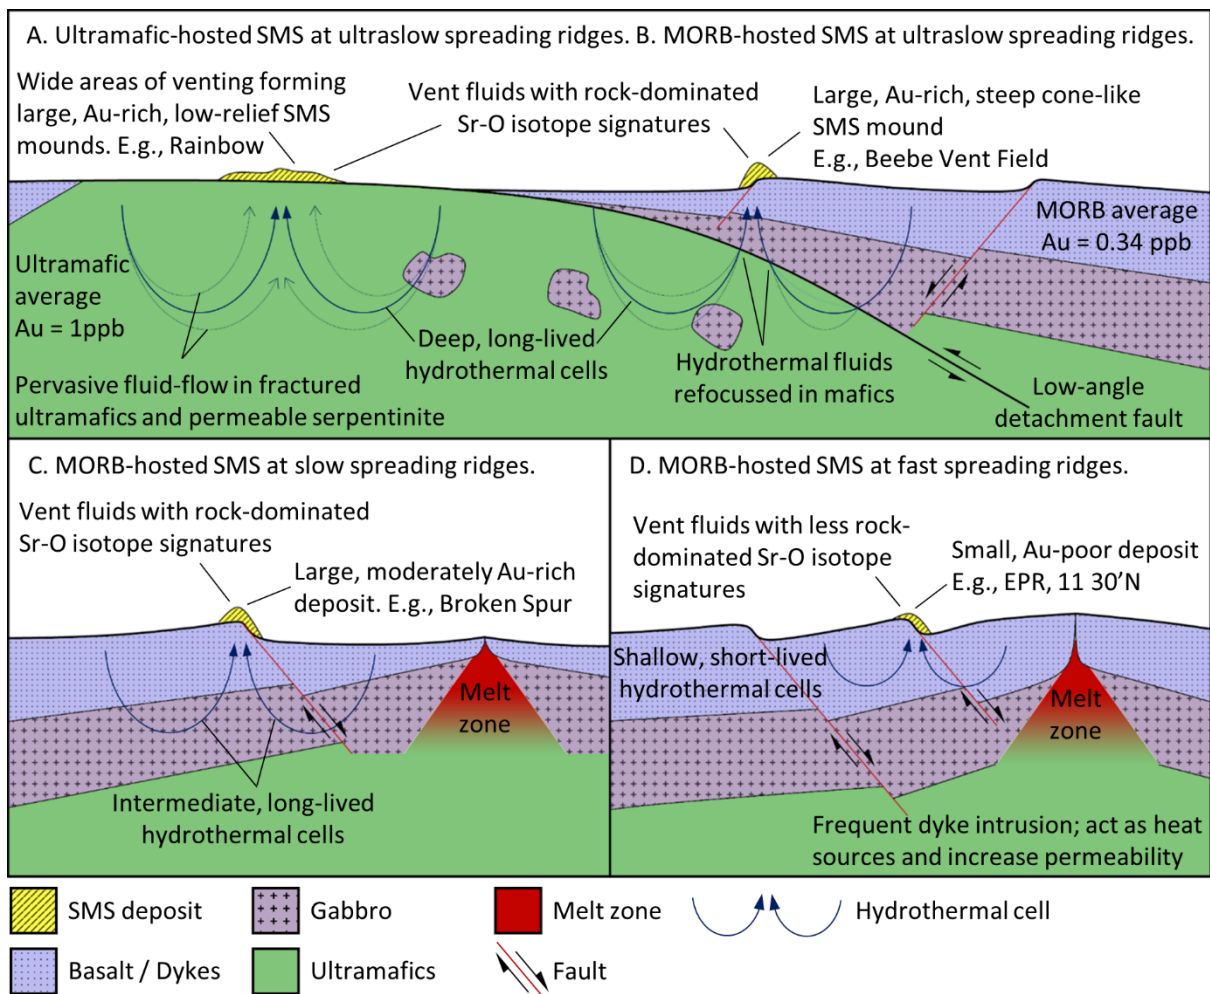 A. Ultramafic-hosted SMS at ultraslow spreading ridges.
B. MORB-hosted SMS at ultraslow spreading ridges.
Wide areas of venting forming
large, Au-rich, low-relief SMS
mounds. E.g., Rainbow
Vent fluids with rock-dominated
Sr-O isotope signatures
Large, Au-rich, steep cone-like
SMS mound
E.g., Beebe Vent Field
MORB average
Au = 0.34 ppb
Ultramafic
average
Au = 1ppb
Deep, long-lived
hydrothermal cells
Hydrothermal fluids
refocussed in mafics
Pervasive fluid-flow in fractured
ultramafics and permeable serpentinite
Low-angle
detachment fault
C. MORB-hosted SMS at slow spreading ridges.
Vent fluids with rock-dominated
Sr-O isotope signatures
Large, moderately Au-rich
deposit. E.g., Broken Spur
Melt
zone
Intermediate, long-lived
hydrothermal cells
D. MORB-hosted SMS at fast spreading ridges.
Vent fluids with less rock-
dominated Sr-O isotope
signatures
Small, Au-poor deposit
E.g., EPR, 11 30’N
Shallow, short-lived
hydrothermal cells
Melt
zone
Frequent dyke intrusion; act as heat
sources and increase permeability
SMS deposit
Gabbro
Melt zone
Hydrothermal cell
Basalt / Dykes
Ultramafics
Fault